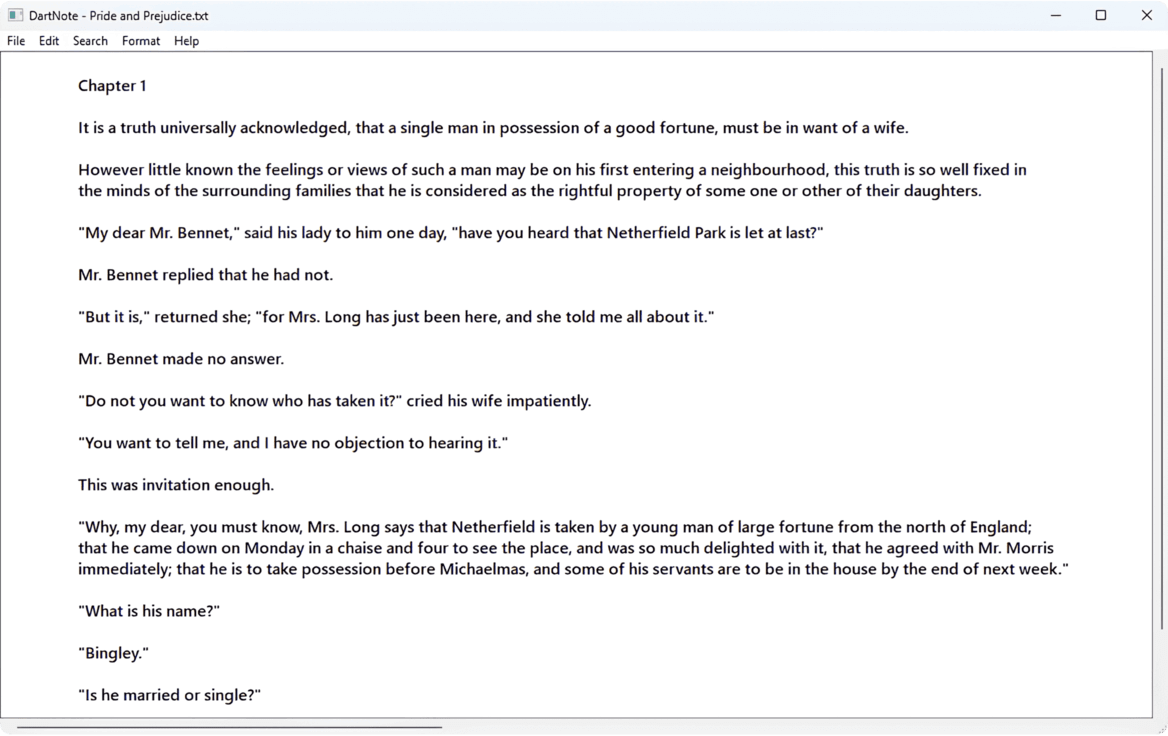 DartNote - Pride and Prejudice.txt
File Edit Search Format Help
Chapter 1
It is a truth universally acknowledged, that a single man in possession of a good fortune, must be in want of a wife.
However little known the feelings or views of such a man may be on his first entering a neighbourhood, this truth is so well fixed in
the minds of the surrounding families that he is considered as the rightful property of some one or other of their daughters.
"My dear Mr. Bennet," said his lady to him one day, "have you heard that Netherfield Park is let at last?"
Mr. Bennet replied that he had not.
"But it is," returned she; "for Mrs. Long has just been here, and she told me all about it."
Mr. Bennet made no answer.
"Do not you want to know who has taken it?" cried his wife impatiently.
"You want to tell me, and I have no objection to hearing it."
This was invitation enough.
"Why, my dear, you must know, Mrs. Long says that Netherfield is taken by a young man of large fortune from the north of England;
that he came down on Monday in a chaise and four to see the place, and was so much delighted with it, that he agreed with Mr. Morris
immediately; that he is to take possession before Michaelmas, and some of his servants are to be in the house by the end of next week."
"What is his name?"
"Bingley."
"Is he married or single?"